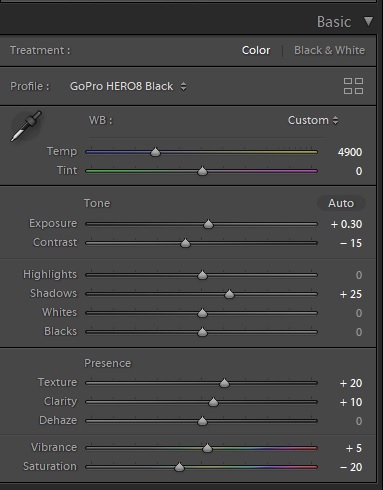 Basic
Treatment : Color | Black & White
Profile : GoPro HERO8 Black
WB : Custom
Temp 4900
Tint 0
Tone Auto
Exposure + 0.30
Contrast − 15
Highlights 0
Shadows + 25
Whites 0
Blacks 0
Presence
Texture + 20
Clarity + 10
Dehaze 0
Vibrance + 5
Saturation − 20